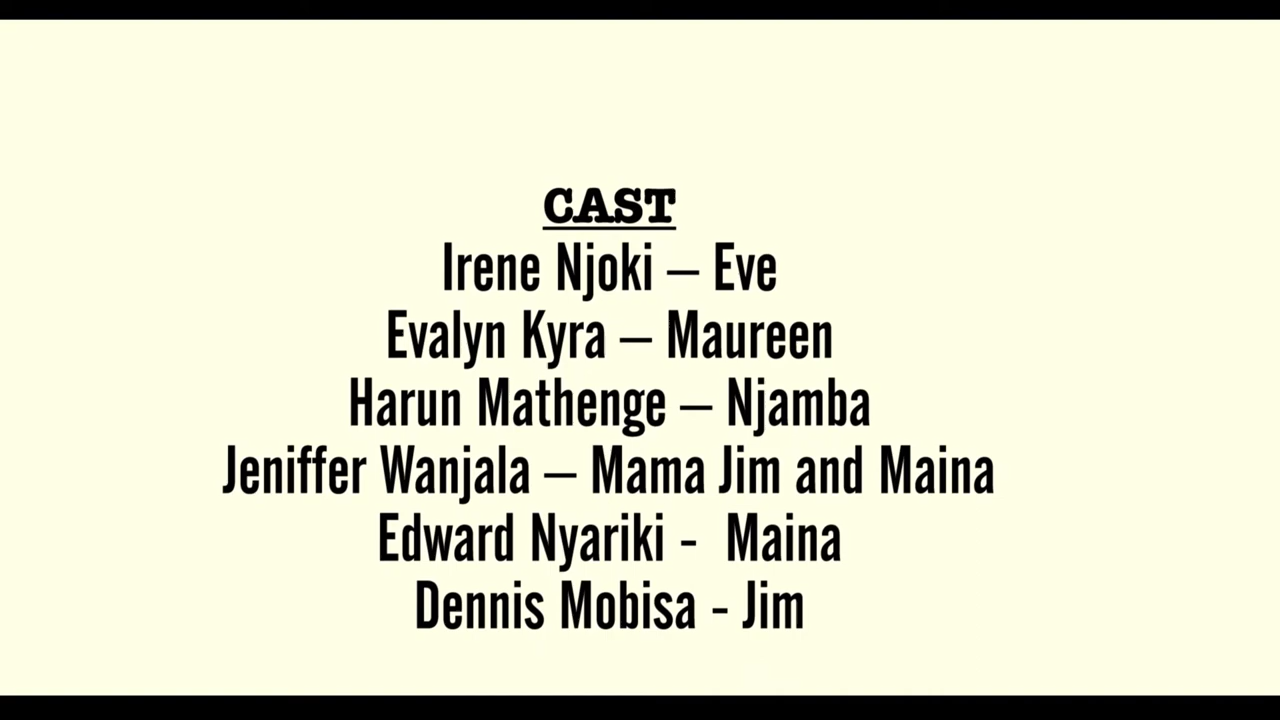 CAST
Irene Njoki – Eve
Evalyn Kyra – Maureen
Harun Mathenge – Njamba
Jeniffer Wanjala – Mama Jim and Maina
Edward Nyariki -  Maina
Dennis Mobisa - Jim